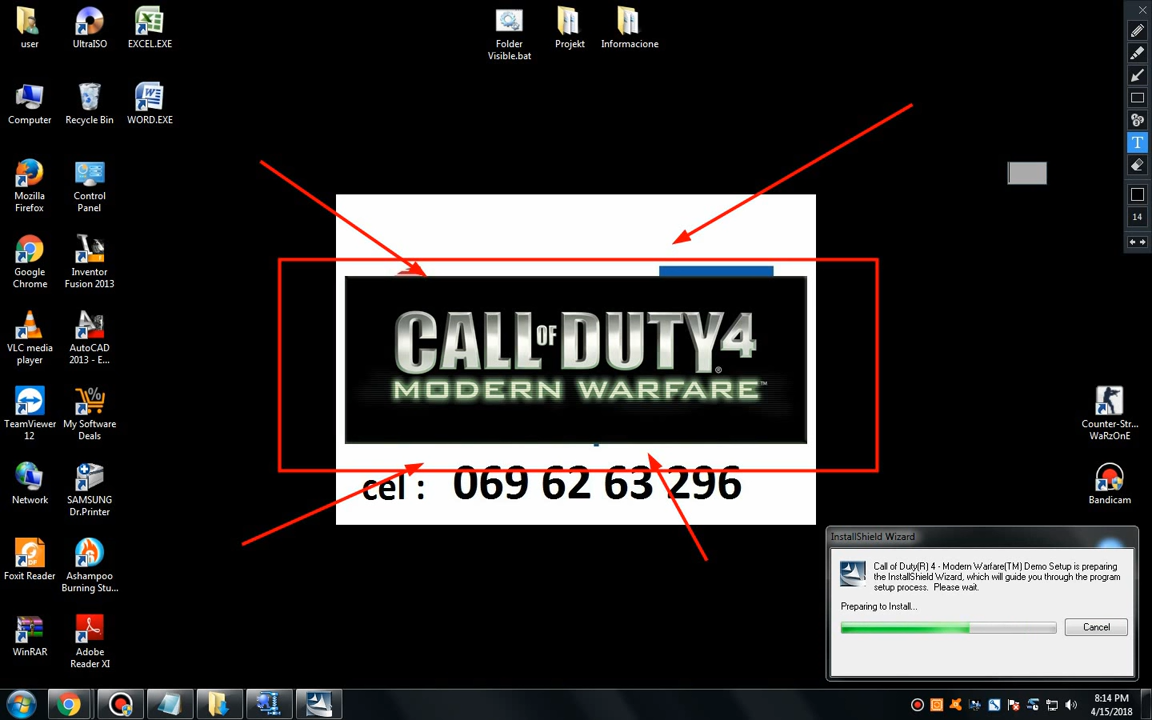 user
UltraISO
EXCEL.EXE
Folder
Visible.bat
Projekt
Informacione
Computer
Recycle Bin
WORD.EXE
Mozilla
Firefox
Control
Panel
T
14
Google
Chrome
Inventor
Fusion 2013
VLC media
player
AutoCAD
2013 - E...
CALL OF DUTY 4 ®
MODERN WARFARE™
TeamViewer
12
My Software
Deals
Counter-Str...
WaRzOnE
cel : 069 62 63 296
Network
SAMSUNG
Dr.Printer
Bandicam
InstallShield Wizard
Call of Duty(R) 4 - Modern Warfare(TM) Demo Setup is preparing
the InstallShield Wizard, which will guide you through the program
setup process. Please wait.
Preparing to Install...
Cancel
Foxit Reader
Ashampoo
Burning Stu...
WinRAR
Adobe
Reader XI
8:14 PM
4/15/2018